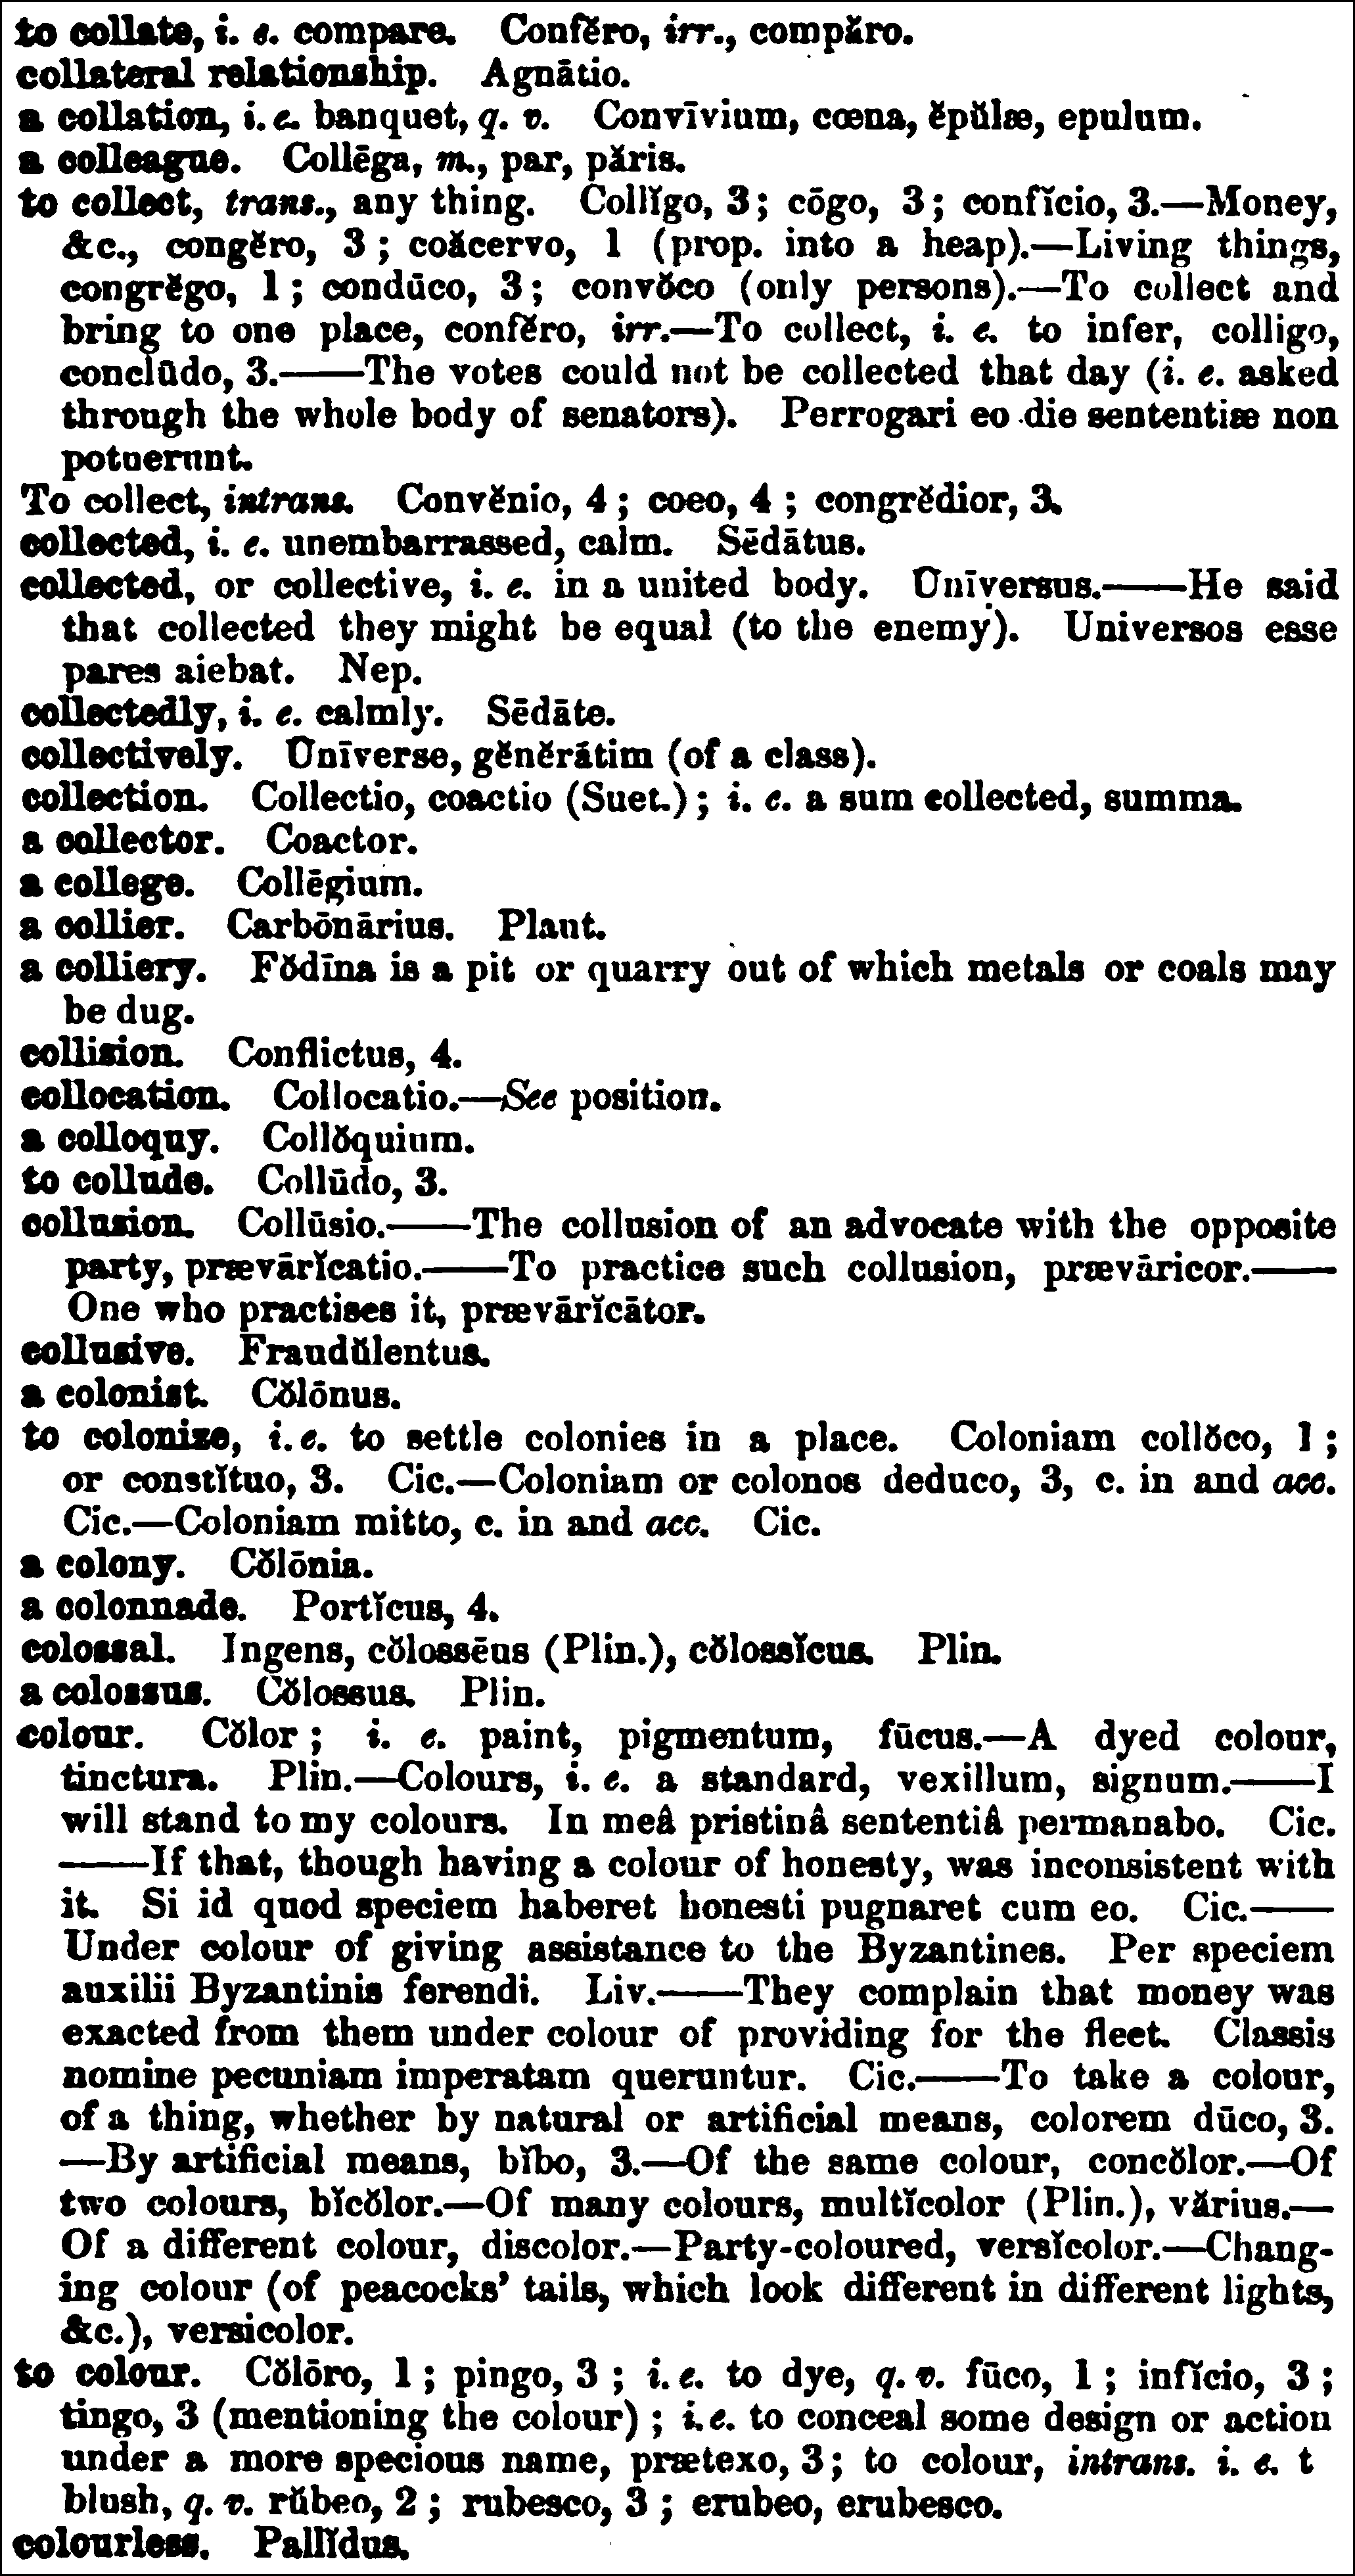 to collate, i. e. compare. Confĕro, irr., compăro.
collateral relationship. Agnātio.
a collation, i. e. banquet, q. v. Convīvium, cœna, ĕpŭlæ, epulum.
a colleague. Collēga, m., par, păris.
to collect, trans., any thing. Collĭgo, 3; cōgo, 3; confĭcio, 3.—Money,
&c., congĕro, 3; coăcervo, 1 (prop. into a heap).—Living things,
congrĕgo, 1; condūco, 3; convŏco (only persons).—To collect and
bring to one place, confĕro, irr.—To collect, i. e. to infer, colligo,
conclūdo, 3.——The votes could not be collected that day (i. e. asked
through the whole body of senators). Perrogari eo die sententiæ non
potuerunt.
To collect, intrans. Convĕnio, 4; coeo, 4; congrĕdior, 3.
collected, i. e. unembarrassed, calm. Sēdātus.
collected, or collective, i. e. in a united body. Ūnīversus.——He said
that collected they might be equal (to the enemy). Universos esse
pares aiebat. Nep.
collectedly, i. e. calmly. Sēdāte.
collectively. Ūnīverse, gĕnĕrátim (of a class).
collection. Collectio, coactio (Suet.); i. e. a sum collected, summa.
a collector. Coactor.
a college. Collēgium.
a collier. Carbōnārius. Plaut.
a colliery. Fŏdīna is a pit or quarry out of which metals or coals may
be dug.
collision. Conflictus, 4.
collocation. Collocatio.—See position.
a colloquy. Collŏquium.
to collude. Collūdo, 3.
collusion. Collūsio.——The collusion of an advocate with the opposite
party, prævārĭcatio.——To practice such collusion, prævāricor.——
One who practises it, prævārĭcātor.
collusive. Fraudŭlentus.
a colonist. Cŏlōnus.
to colonize, i. e. to settle colonies in a place. Coloniam collŏco, 1;
or constĭtuo, 3. Cic.—Coloniam or colonos deduco, 3, c. in and acc.
Cic.—Coloniam mitto, c. in and acc. Cic.
a colony. Cŏlōnia.
a colonnade. Portĭcus, 4.
colossal. Ingens, cŏlossēus (Plin.), cŏlossĭcus. Plin.
a colossus. Cŏlossus. Plin.
colour. Cŏlor; i. e. paint, pigmentum, fūcus.—A dyed colour,
tinctura. Plin.—Colours, i. e. a standard, vexillum, signum.——I
will stand to my colours. In meâ pristinâ sententiâ permanabo. Cic.
——If that, though having a colour of honesty, was inconsistent with
it. Si id quod speciem haberet honesti pugnaret cum eo. Cic.——
Under colour of giving assistance to the Byzantines. Per speciem
auxilii Byzantinis ferendi. Liv.——They complain that money was
exacted from them under colour of providing for the fleet. Classis
nomine pecuniam imperatam queruntur. Cic.——To take a colour,
of a thing, whether by natural or artificial means, colorem dūco, 3.
—By artificial means, bĭbo, 3.—Of the same colour, concŏlor.—Of
two colours, bĭcŏlor.—Of many colours, multĭcolor (Plin.), vărius.—
Of a different colour, discolor.—Party-coloured, versĭcolor.—Chang-
ing colour (of peacocks' tails, which look different in different lights,
&c.), versicolor.
to colour. Cŏlōro, 1; pingo, 3; i. e. to dye, q. v. fūco, 1; infĭcio, 3;
tingo, 3 (mentioning the colour); i. e. to conceal some design or action
under a more specious name, prætexo, 3; to colour, intrans. i. e. t
blush, q. v. rŭbeo, 2; rubesco, 3; erubeo, erubesco.
colourless. Pallĭdus.